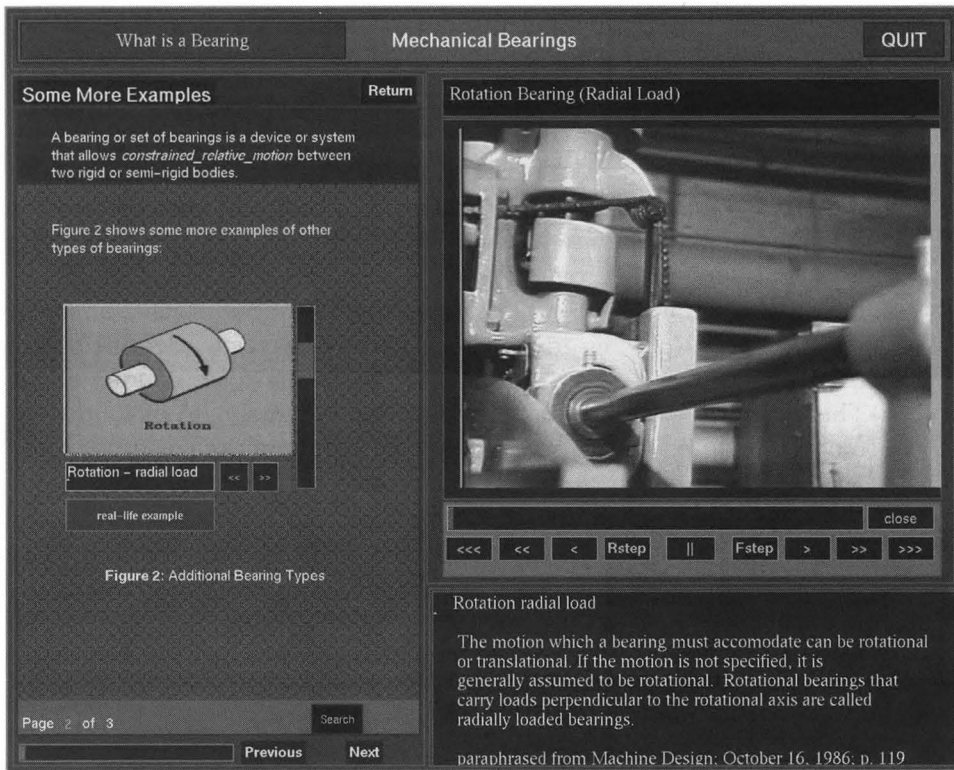 What is a Bearing
Mechanical Bearings
QUIT
Some More Examples
Return
A bearing or set of bearings is a device or system
that allows constrained_relative_motion between
two rigid or semi-rigid bodies.
Figure 2 shows some more examples of other
types of bearings:
Rotation
Rotation - radial load
<<
>>
real-life example
Figure 2: Additional Bearing Types
Page 2 of 3
Search
Previous
Next
Rotation Bearing (Radial Load)
close
<<<
<<
<
Rstep
||
Fstep
>
>>
>>>
Rotation radial load
The motion which a bearing must accomodate can be rotational
or translational. If the motion is not specified, it is
generally assumed to be rotational. Rotational bearings that
carry loads perpendicular to the rotational axis are called
radially loaded bearings.
paraphrased from Machine Design; October 16, 1986; p. 119